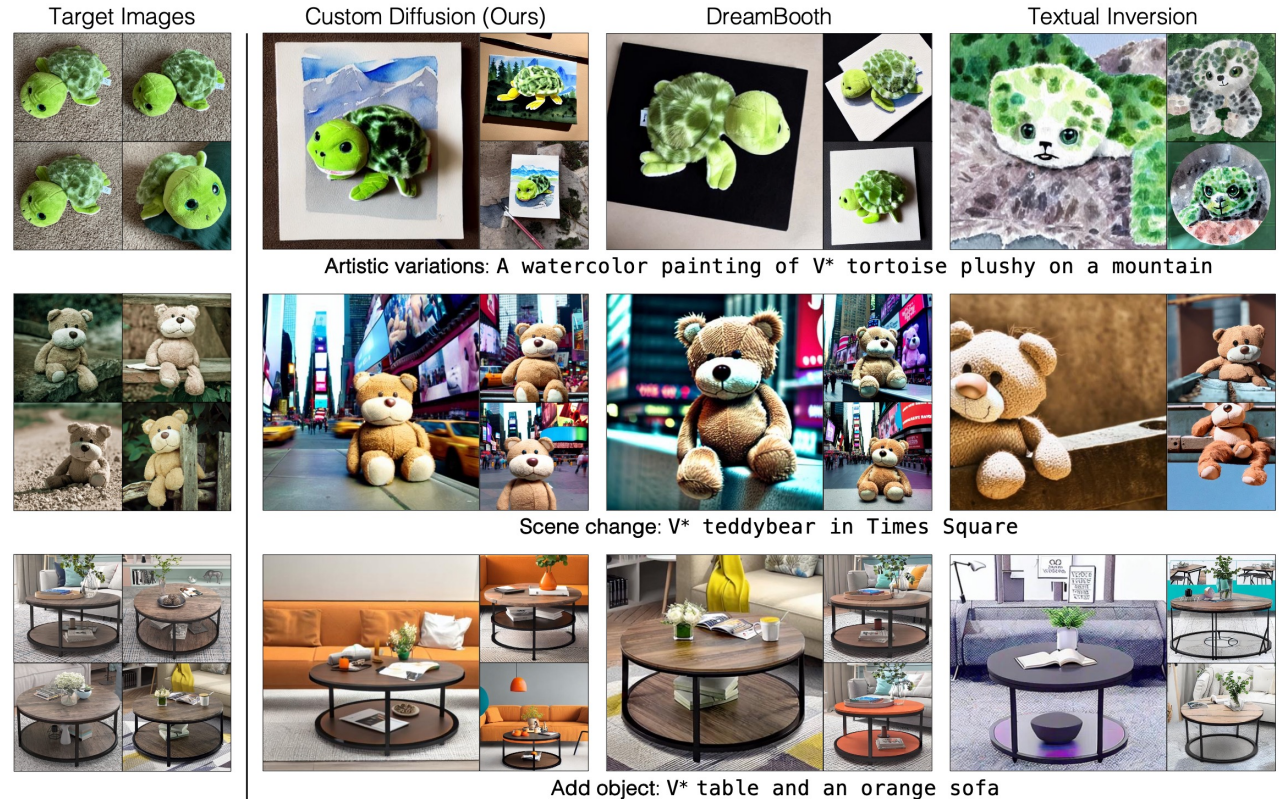 Target Images
Custom Diffusion (Ours)
DreamBooth
Textual Inversion
Artistic variations: A watercolor painting of V* tortoise plushy on a mountain
Scene change: V* teddybear in Times Square
Add object: V* table and an orange sofa